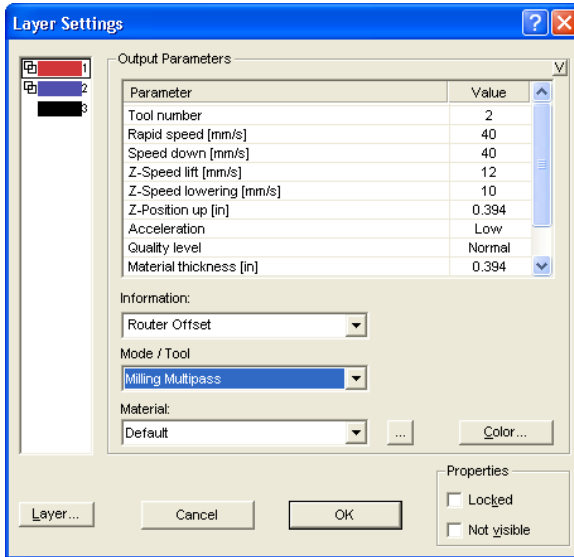 Layer Settings
Output Parameters
V
1
2
3
Parameter Value
Tool number 2
Rapid speed [mm/s] 40
Speed down [mm/s] 40
Z-Speed lift [mm/s] 12
Z-Speed lowering [mm/s] 10
Z-Position up [in] 0.394
Acceleration Low
Quality level Normal
Material thickness [in] 0.394
Information:
Router Offset
Mode / Tool
Milling Multipass
Material:
Default
...
Color...
Properties
Locked
Not visible
Layer...
Cancel
OK